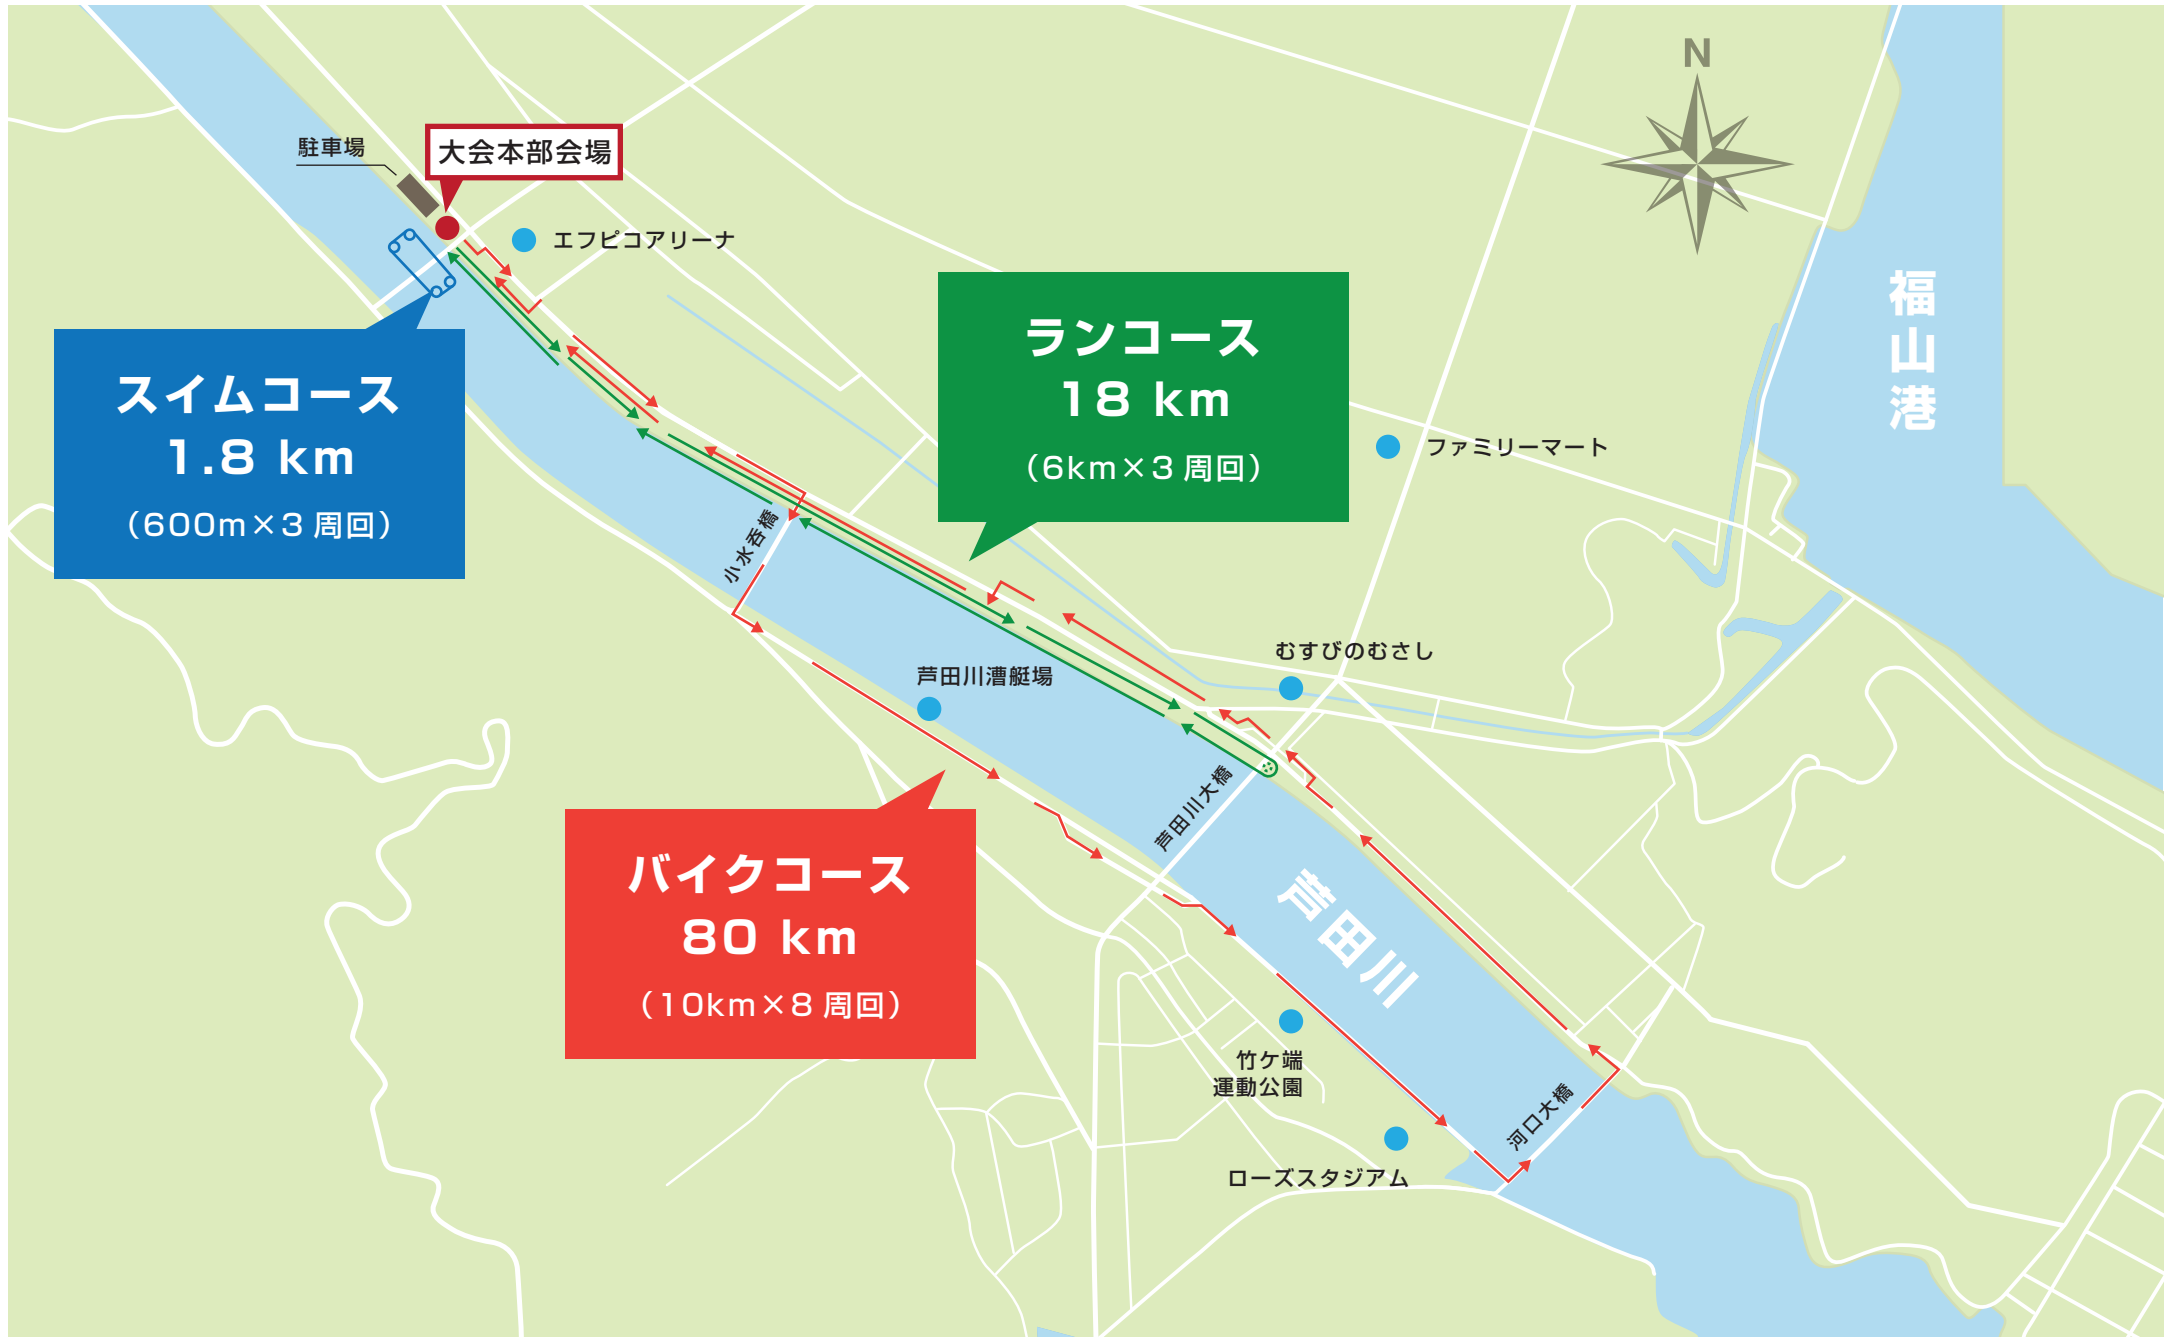 N
駐車場
大会本部会場
エフピコアリーナ
福山港
ランコース
18 km
（6km×3周回）
スイムコース
1.8 km
（600m×3周回）
ファミリーマート
小水呑橋
むすびのむさし
芦田川漕艇場
芦田川大橋
バイクコース
80 km
（10km×8周回）
芦田川
竹ケ端
運動公園
河口大橋
ローズスタジアム